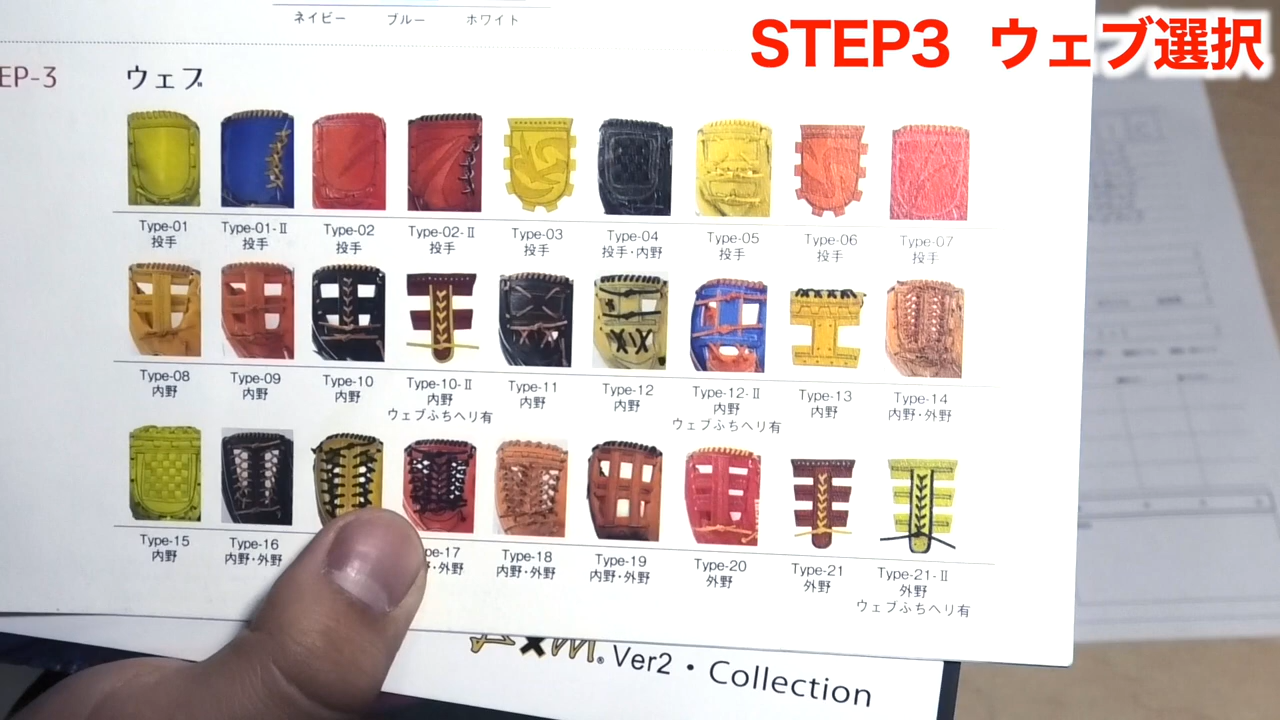 ネイビー ブルー ホワイト
STEP3 ウェブ選択
EP-3 ウェブ
Type-01 Type-01-Ⅱ Type-02 Type-02-Ⅱ Type-03 Type-04 Type-05 Type-06 Type-07
投手 投手 投手 投手 投手 投手・内野 投手 投手 投手
Type-08 Type-09 Type-10 Type-10-Ⅱ Type-11 Type-12 Type-12-Ⅱ Type-13 Type-14
内野 内野 内野 内野 内野 内野 内野 内野 内野・外野
ウェブふちヘリ有 ウェブふちヘリ有
Type-15 Type-16 pe-17 Type-18 Type-19 Type-20 Type-21 Type-21-Ⅱ
内野 内野・外野 ・外野 内野・外野 内野・外野 外野 外野 外野
ウェブふちヘリ有
Ver2・Collection